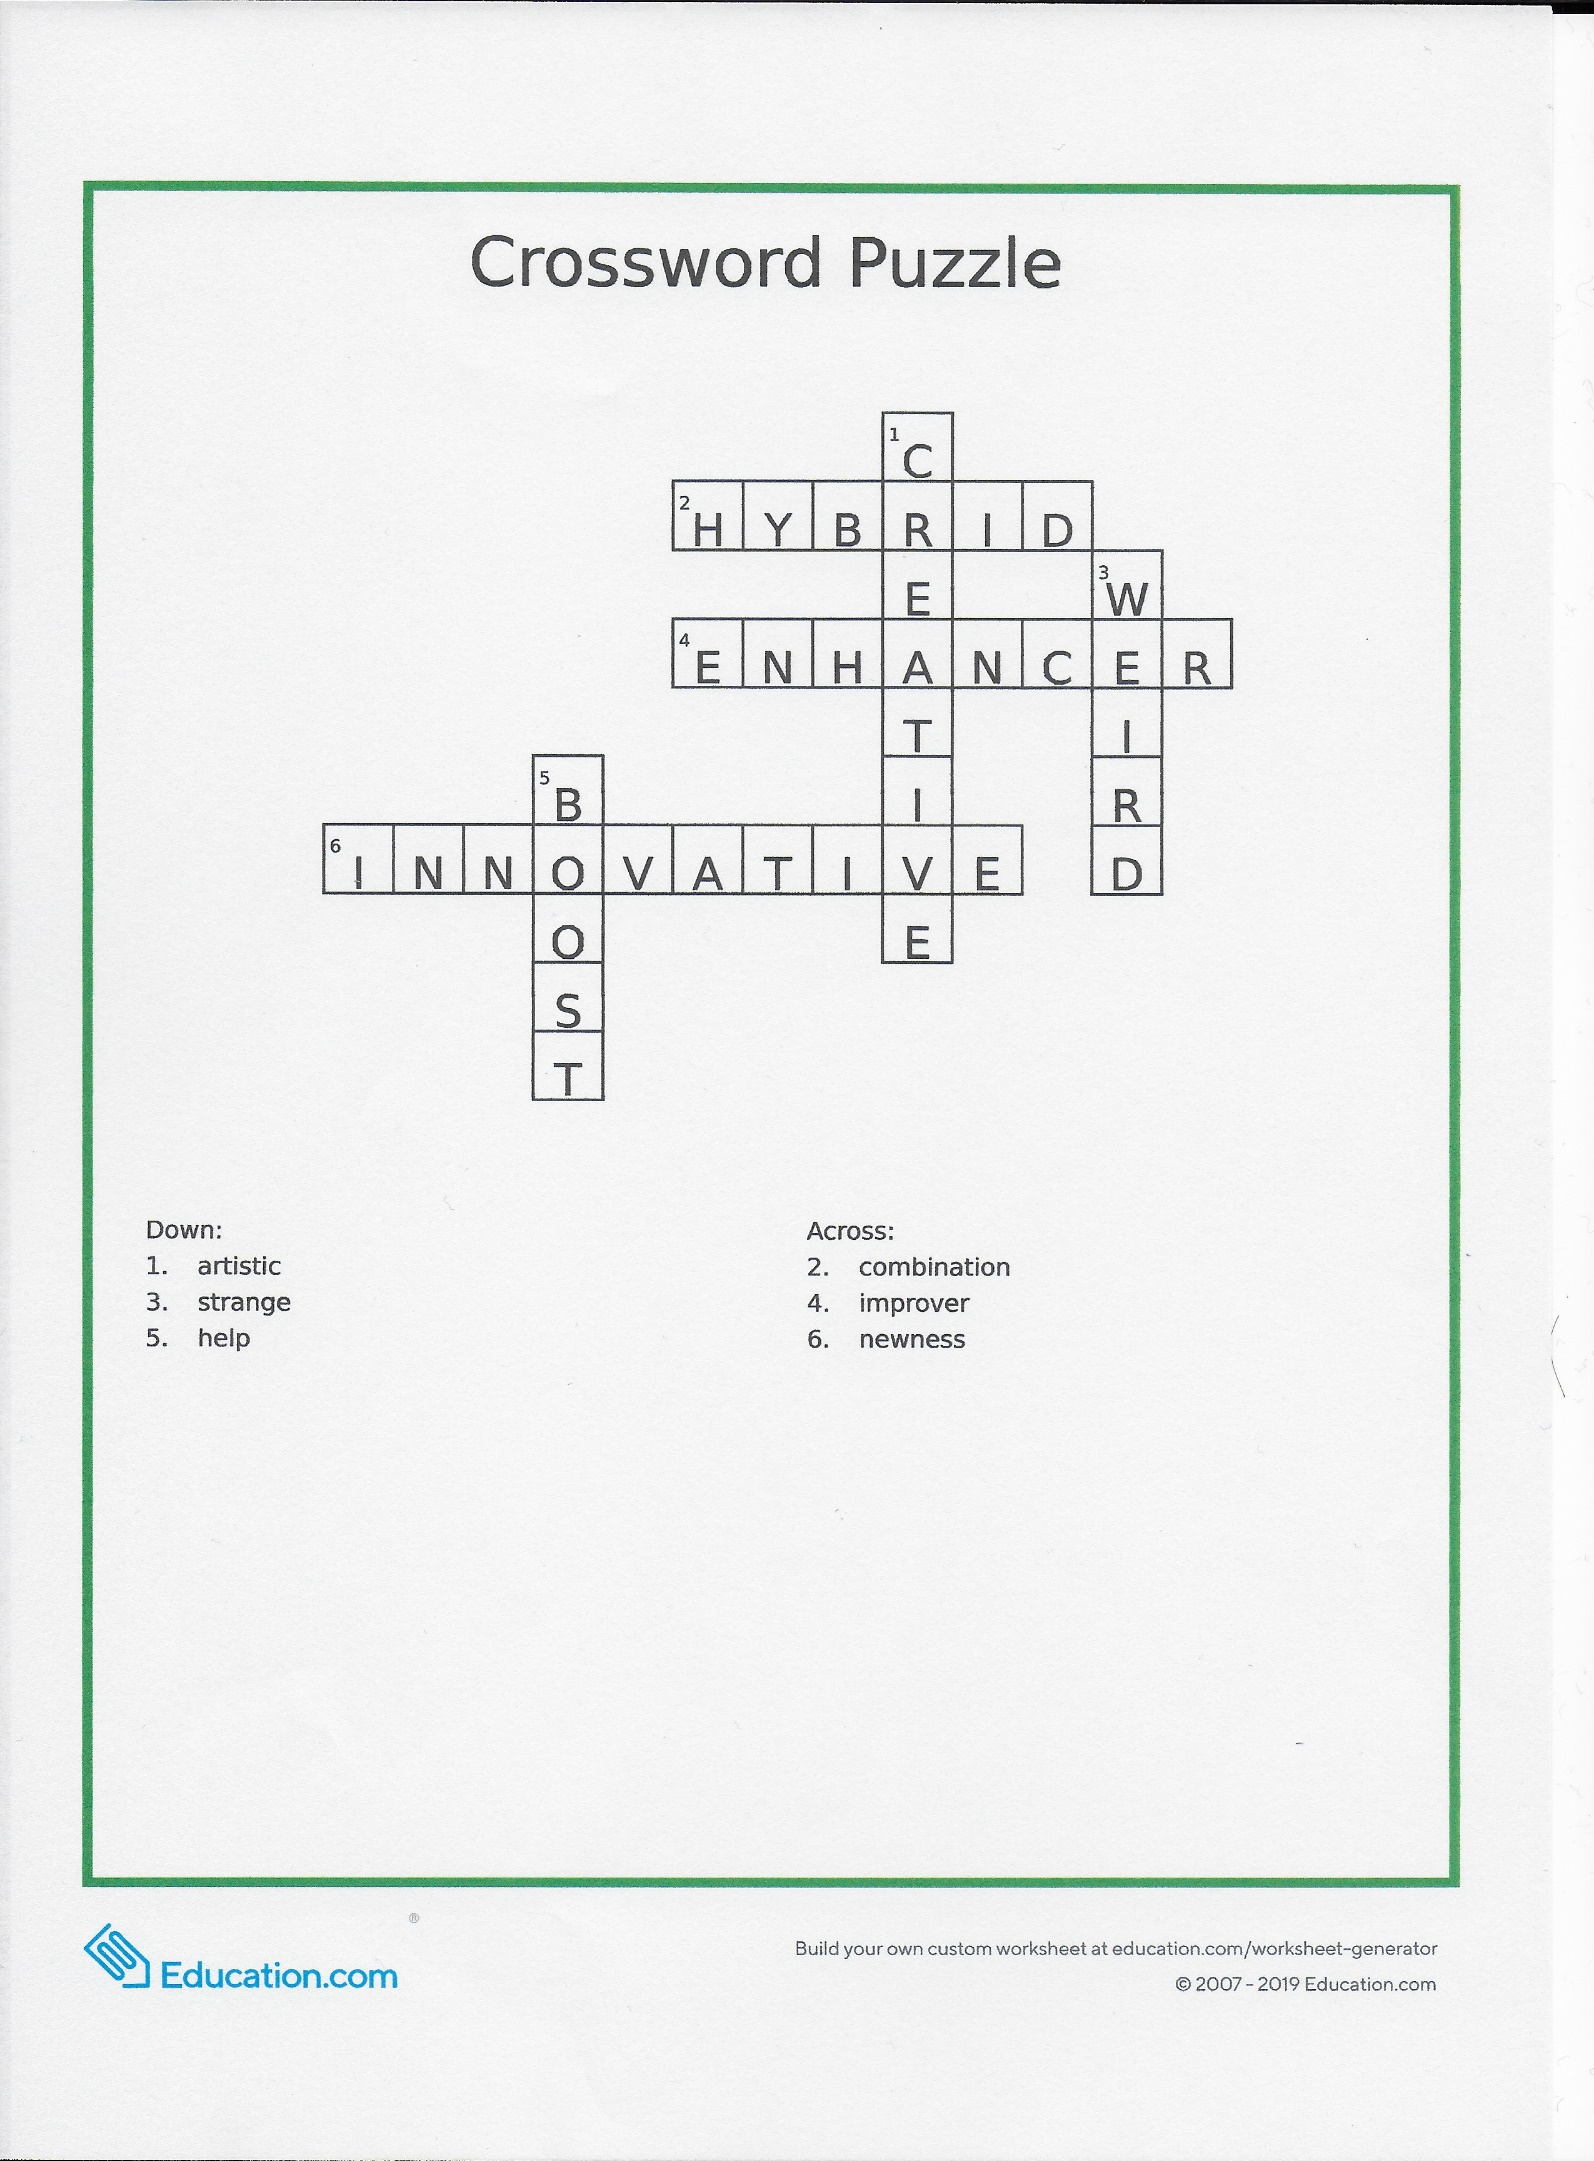 Crossword Puzzle
1
C
2
H Y B R I D
E
3
W
4
E N H A N C E R
T I
5
B I R
6
I N N O V A T I V E D
O E
S
T
Down:
1. artistic
3. strange
5. help
Across:
2. combination
4. improver
6. newness
®
Education.com
Build your own custom worksheet at education.com/worksheet-generator
© 2007 - 2019 Education.com